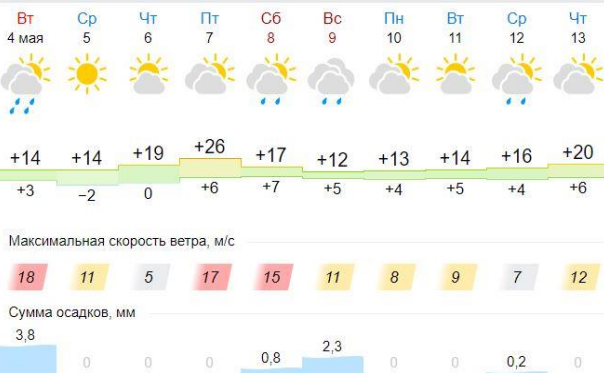 Вт Ср Чт Пт Сб Вс Пн Вт Ср Чт
4 мая 5 6 7 8 9 10 11 12 13
+14 +14 +19 +26 +17 +12 +13 +14 +16 +20
+3 −2 0 +6 +7 +5 +4 +5 +4 +6
Максимальная скорость ветра, м/с
18 11 5 17 15 11 8 9 7 12
Сумма осадков, мм
3,8 0 0 0 0,8 2,3 0 0 0,2 0